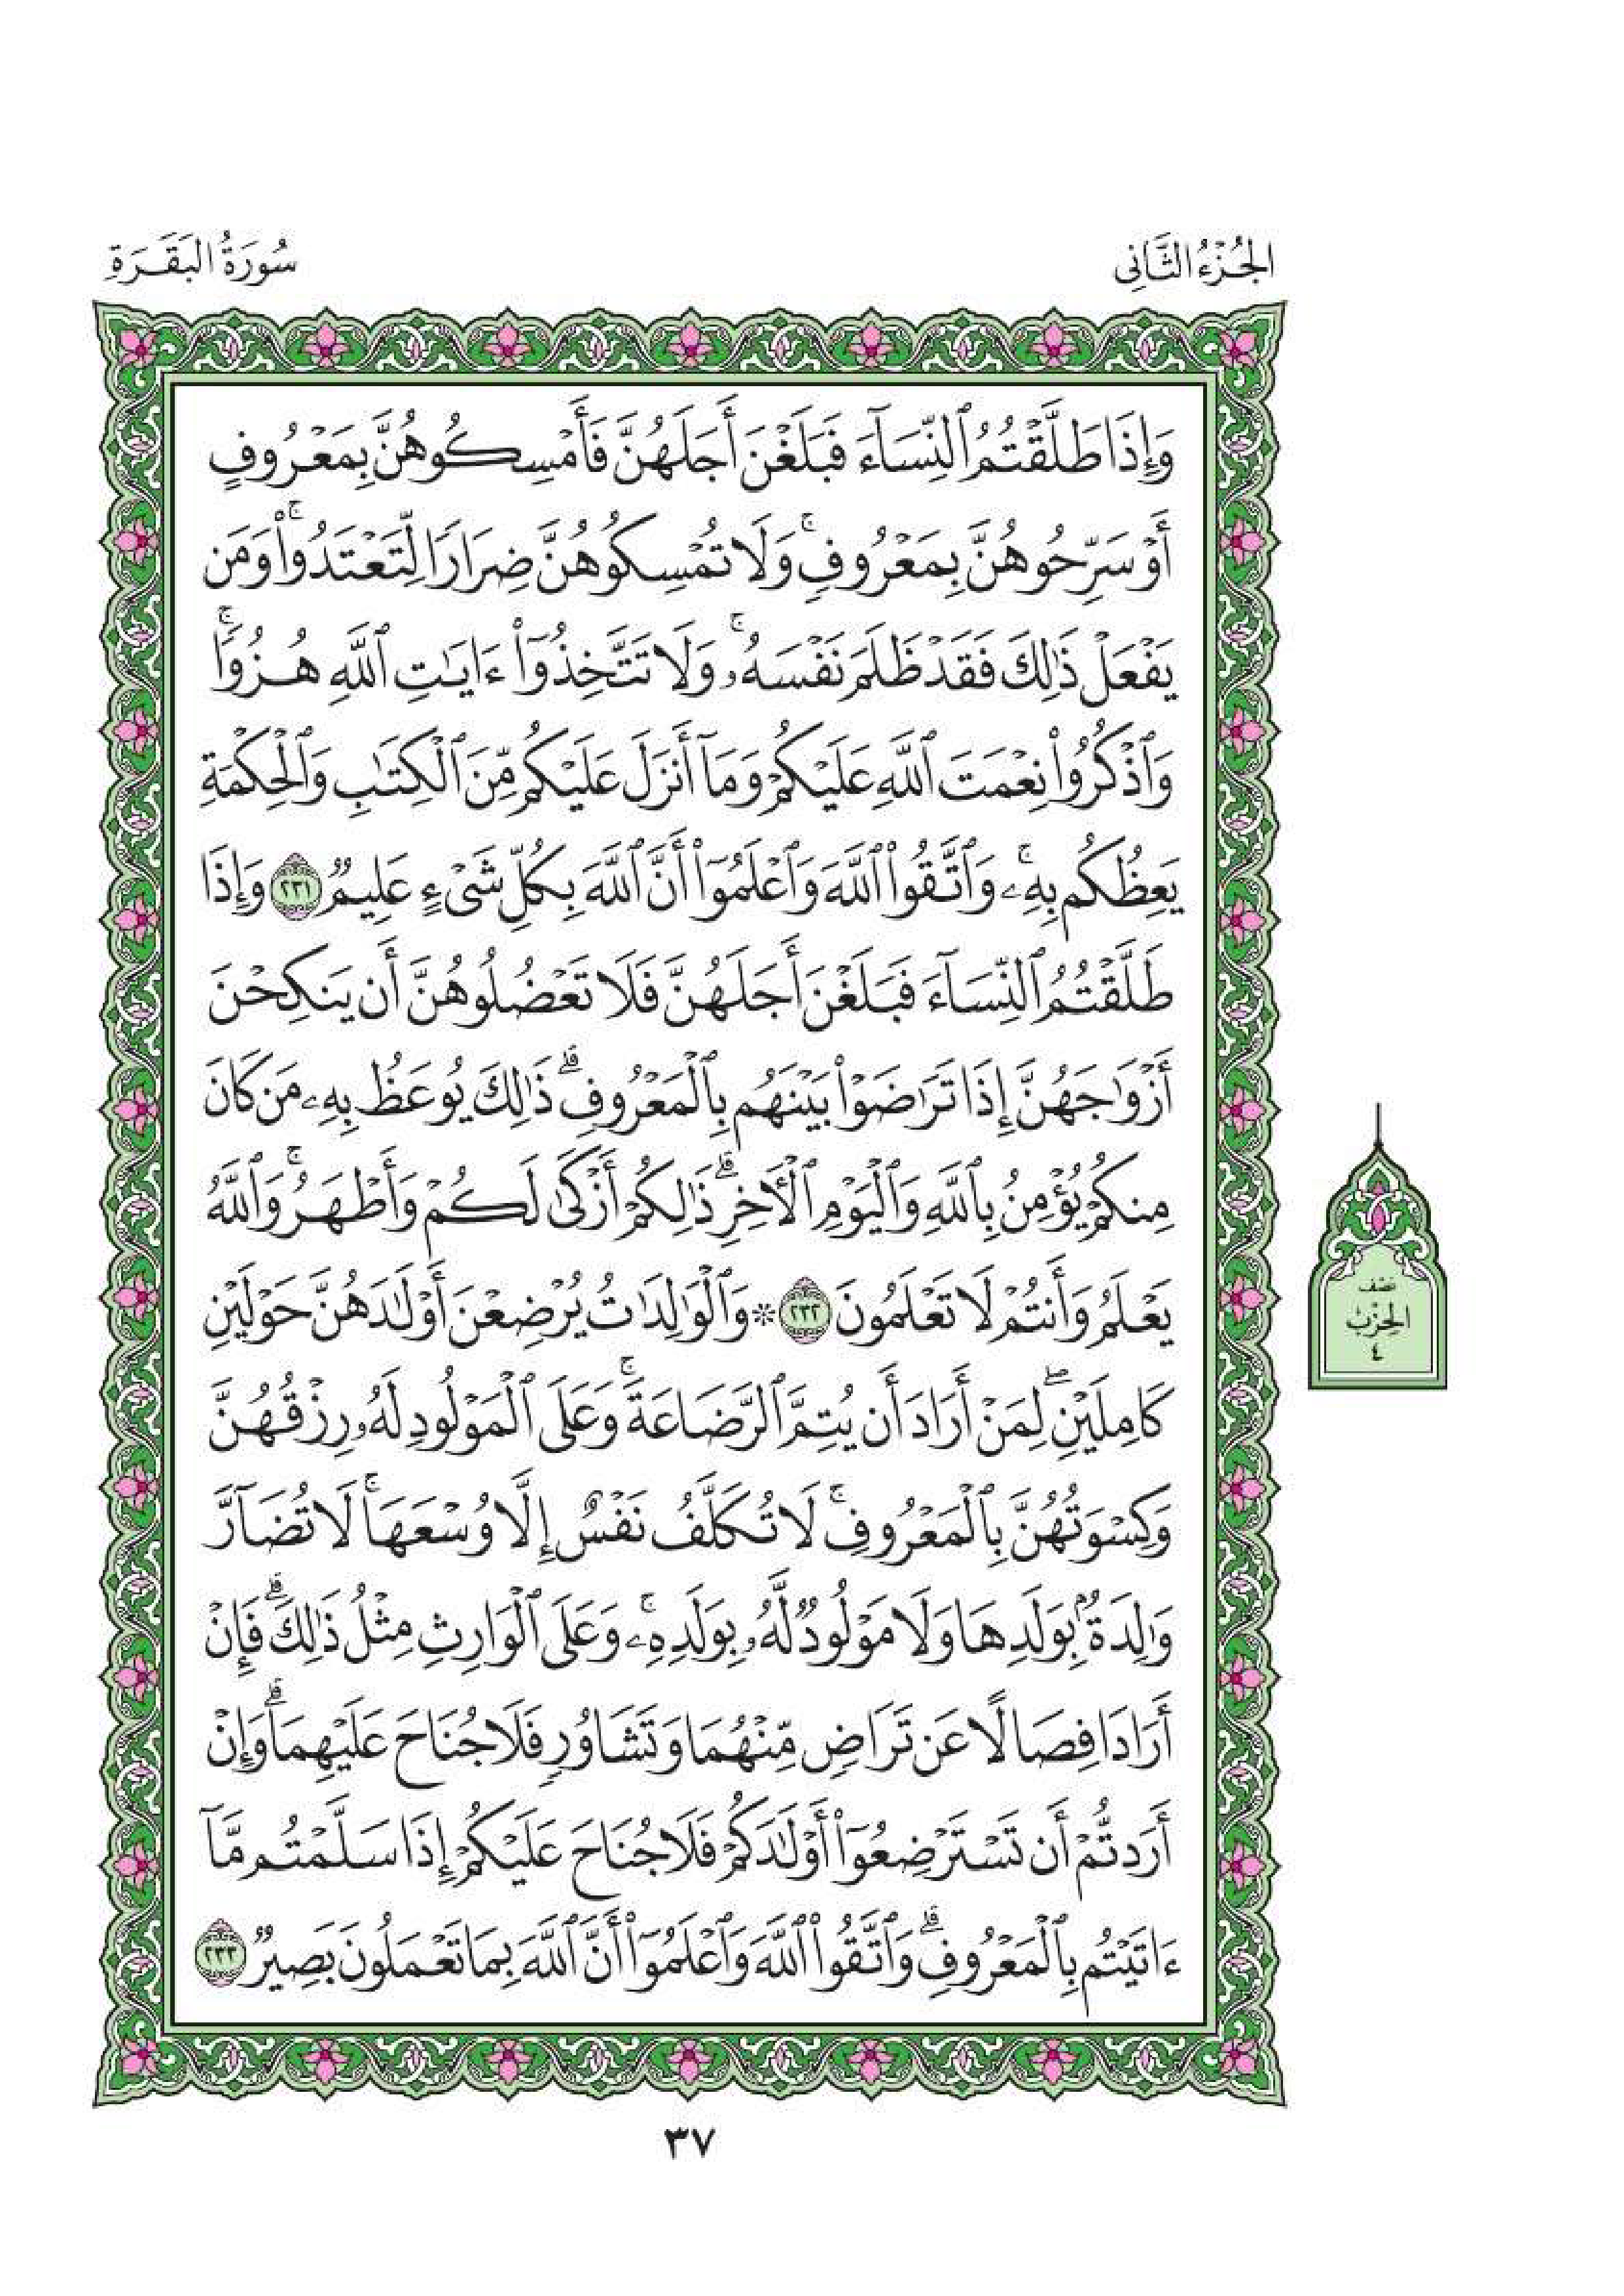 الجُزْءُ الثَّانِي
سُورَةُ البَقَرَةِ
وَإِذَا طَلَّقْتُمُ ٱلنِّسَآءَ فَبَلَغْنَ أَجَلَهُنَّ فَأَمْسِكُوهُنَّ بِمَعْرُوفٍ
أَوْ سَرِّحُوهُنَّ بِمَعْرُوفٖۚ وَلَا تُمْسِكُوهُنَّ ضِرَارٗا لِّتَعْتَدُوا۟ۚ وَمَن
يَفْعَلْ ذَٰلِكَ فَقَدْ ظَلَمَ نَفْسَهُۥۚ وَلَا تَتَّخِذُوٓا۟ ءَايَٰتِ ٱللَّهِ هُزُوٗاۚ
وَٱذْكُرُوا۟ نِعْمَتَ ٱللَّهِ عَلَيْكُمْ وَمَآ أَنزَلَ عَلَيْكُم مِّنَ ٱلْكِتَٰبِ وَٱلْحِكْمَةِ
يَعِظُكُم بِهِۦۚ وَٱتَّقُوا۟ ٱللَّهَ وَٱعْلَمُوٓا۟ أَنَّ ٱللَّهَ بِكُلِّ شَىْءٍ عَلِيمٞ ٢٣١ وَإِذَا
طَلَّقْتُمُ ٱلنِّسَآءَ فَبَلَغْنَ أَجَلَهُنَّ فَلَا تَعْضُلُوهُنَّ أَن يَنكِحْنَ
أَزْوَٰجَهُنَّ إِذَا تَرَٰضَوْا۟ بَيْنَهُم بِٱلْمَعْرُوفِۗ ذَٰلِكَ يُوعَظُ بِهِۦ مَن كَانَ
مِنكُمْ يُؤْمِنُ بِٱللَّهِ وَٱلْيَوْمِ ٱلْءَاخِرِۗ ذَٰلِكُمْ أَزْكَىٰ لَكُمْ وَأَطْهَرُۚ وَٱللَّهُ
يَعْلَمُ وَأَنتُمْ لَا تَعْلَمُونَ ٢٣٢ * وَٱلْوَٰلِدَٰتُ يُرْضِعْنَ أَوْلَٰدَهُنَّ حَوْلَيْنِ
كَامِلَيْنِۖ لِمَنْ أَرَادَ أَن يُتِمَّ ٱلرَّضَاعَةَۚ وَعَلَى ٱلْمَوْلُودِ لَهُۥ رِزْقُهُنَّ
وَكِسْوَتُهُنَّ بِٱلْمَعْرُوفِۚ لَا تُكَلَّفُ نَفْسٌ إِلَّا وُسْعَهَاۚ لَا تُضَآرَّ
وَٰلِدَةُۢ بِوَلَدِهَا وَلَا مَوْلُودٞ لَّهُۥ بِوَلَدِهِۦۚ وَعَلَى ٱلْوَارِثِ مِثْلُ ذَٰلِكَۗ فَإِنْ
أَرَادَا فِصَالًا عَن تَرَاضٖ مِّنْهُمَا وَتَشَاوُرٖ فَلَا جُنَاحَ عَلَيْهِمَاۗ وَإِنْ
أَرَدتُّمْ أَن تَسْتَرْضِعُوٓا۟ أَوْلَٰدَكُمْ فَلَا جُنَاحَ عَلَيْكُمْ إِذَا سَلَّمْتُم مَّآ
ءَاتَيْتُم بِٱلْمَعْرُوفِۗ وَٱتَّقُوا۟ ٱللَّهَ وَٱعْلَمُوٓا۟ أَنَّ ٱللَّهَ بِمَا تَعْمَلُونَ بَصِيرٞ ٢٣٣
نِصْف
الحِزْب
٤
٣٧